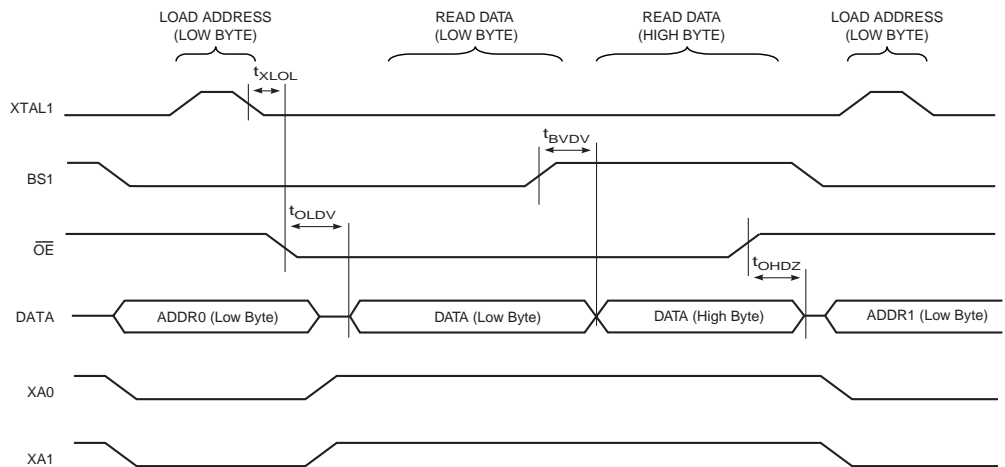 LOAD ADDRESS
(LOW BYTE)
READ DATA
(LOW BYTE)
READ DATA
(HIGH BYTE)
LOAD ADDRESS
(LOW BYTE)
tXLOL
XTAL1
tBVDV
BS1
tOLDV
OE
tOHDZ
DATA
ADDR0 (Low Byte)
DATA (Low Byte)
DATA (High Byte)
ADDR1 (Low Byte)
XA0
XA1